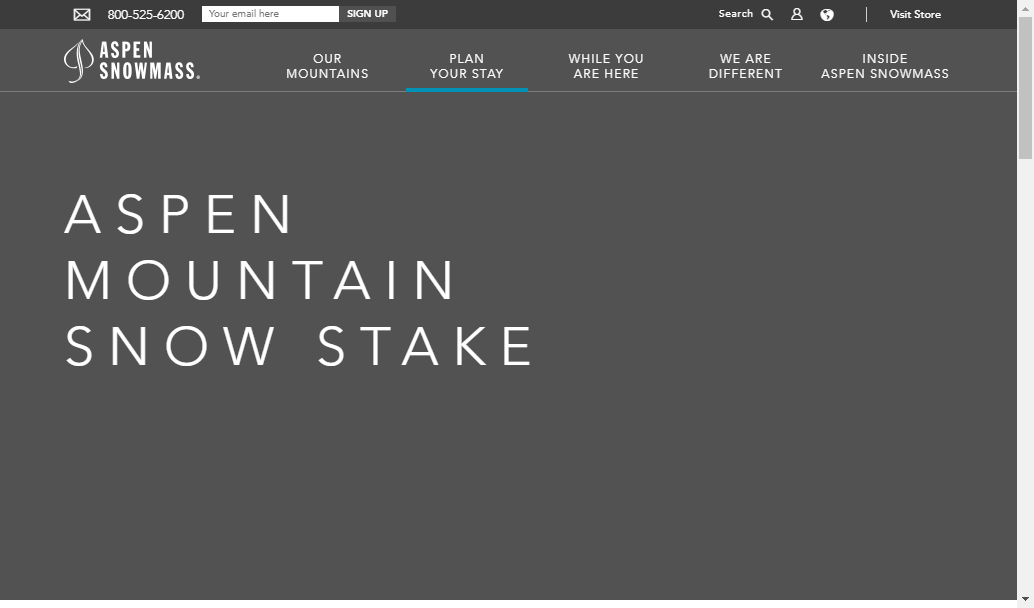 800-525-6200
Your email here
SIGN UP
Search
Visit Store
ASPEN
SNOWMASS®
OUR
MOUNTAINS
PLAN
YOUR STAY
WHILE YOU
ARE HERE
WE ARE
DIFFERENT
INSIDE
ASPEN SNOWMASS
ASPEN
MOUNTAIN
SNOW STAKE